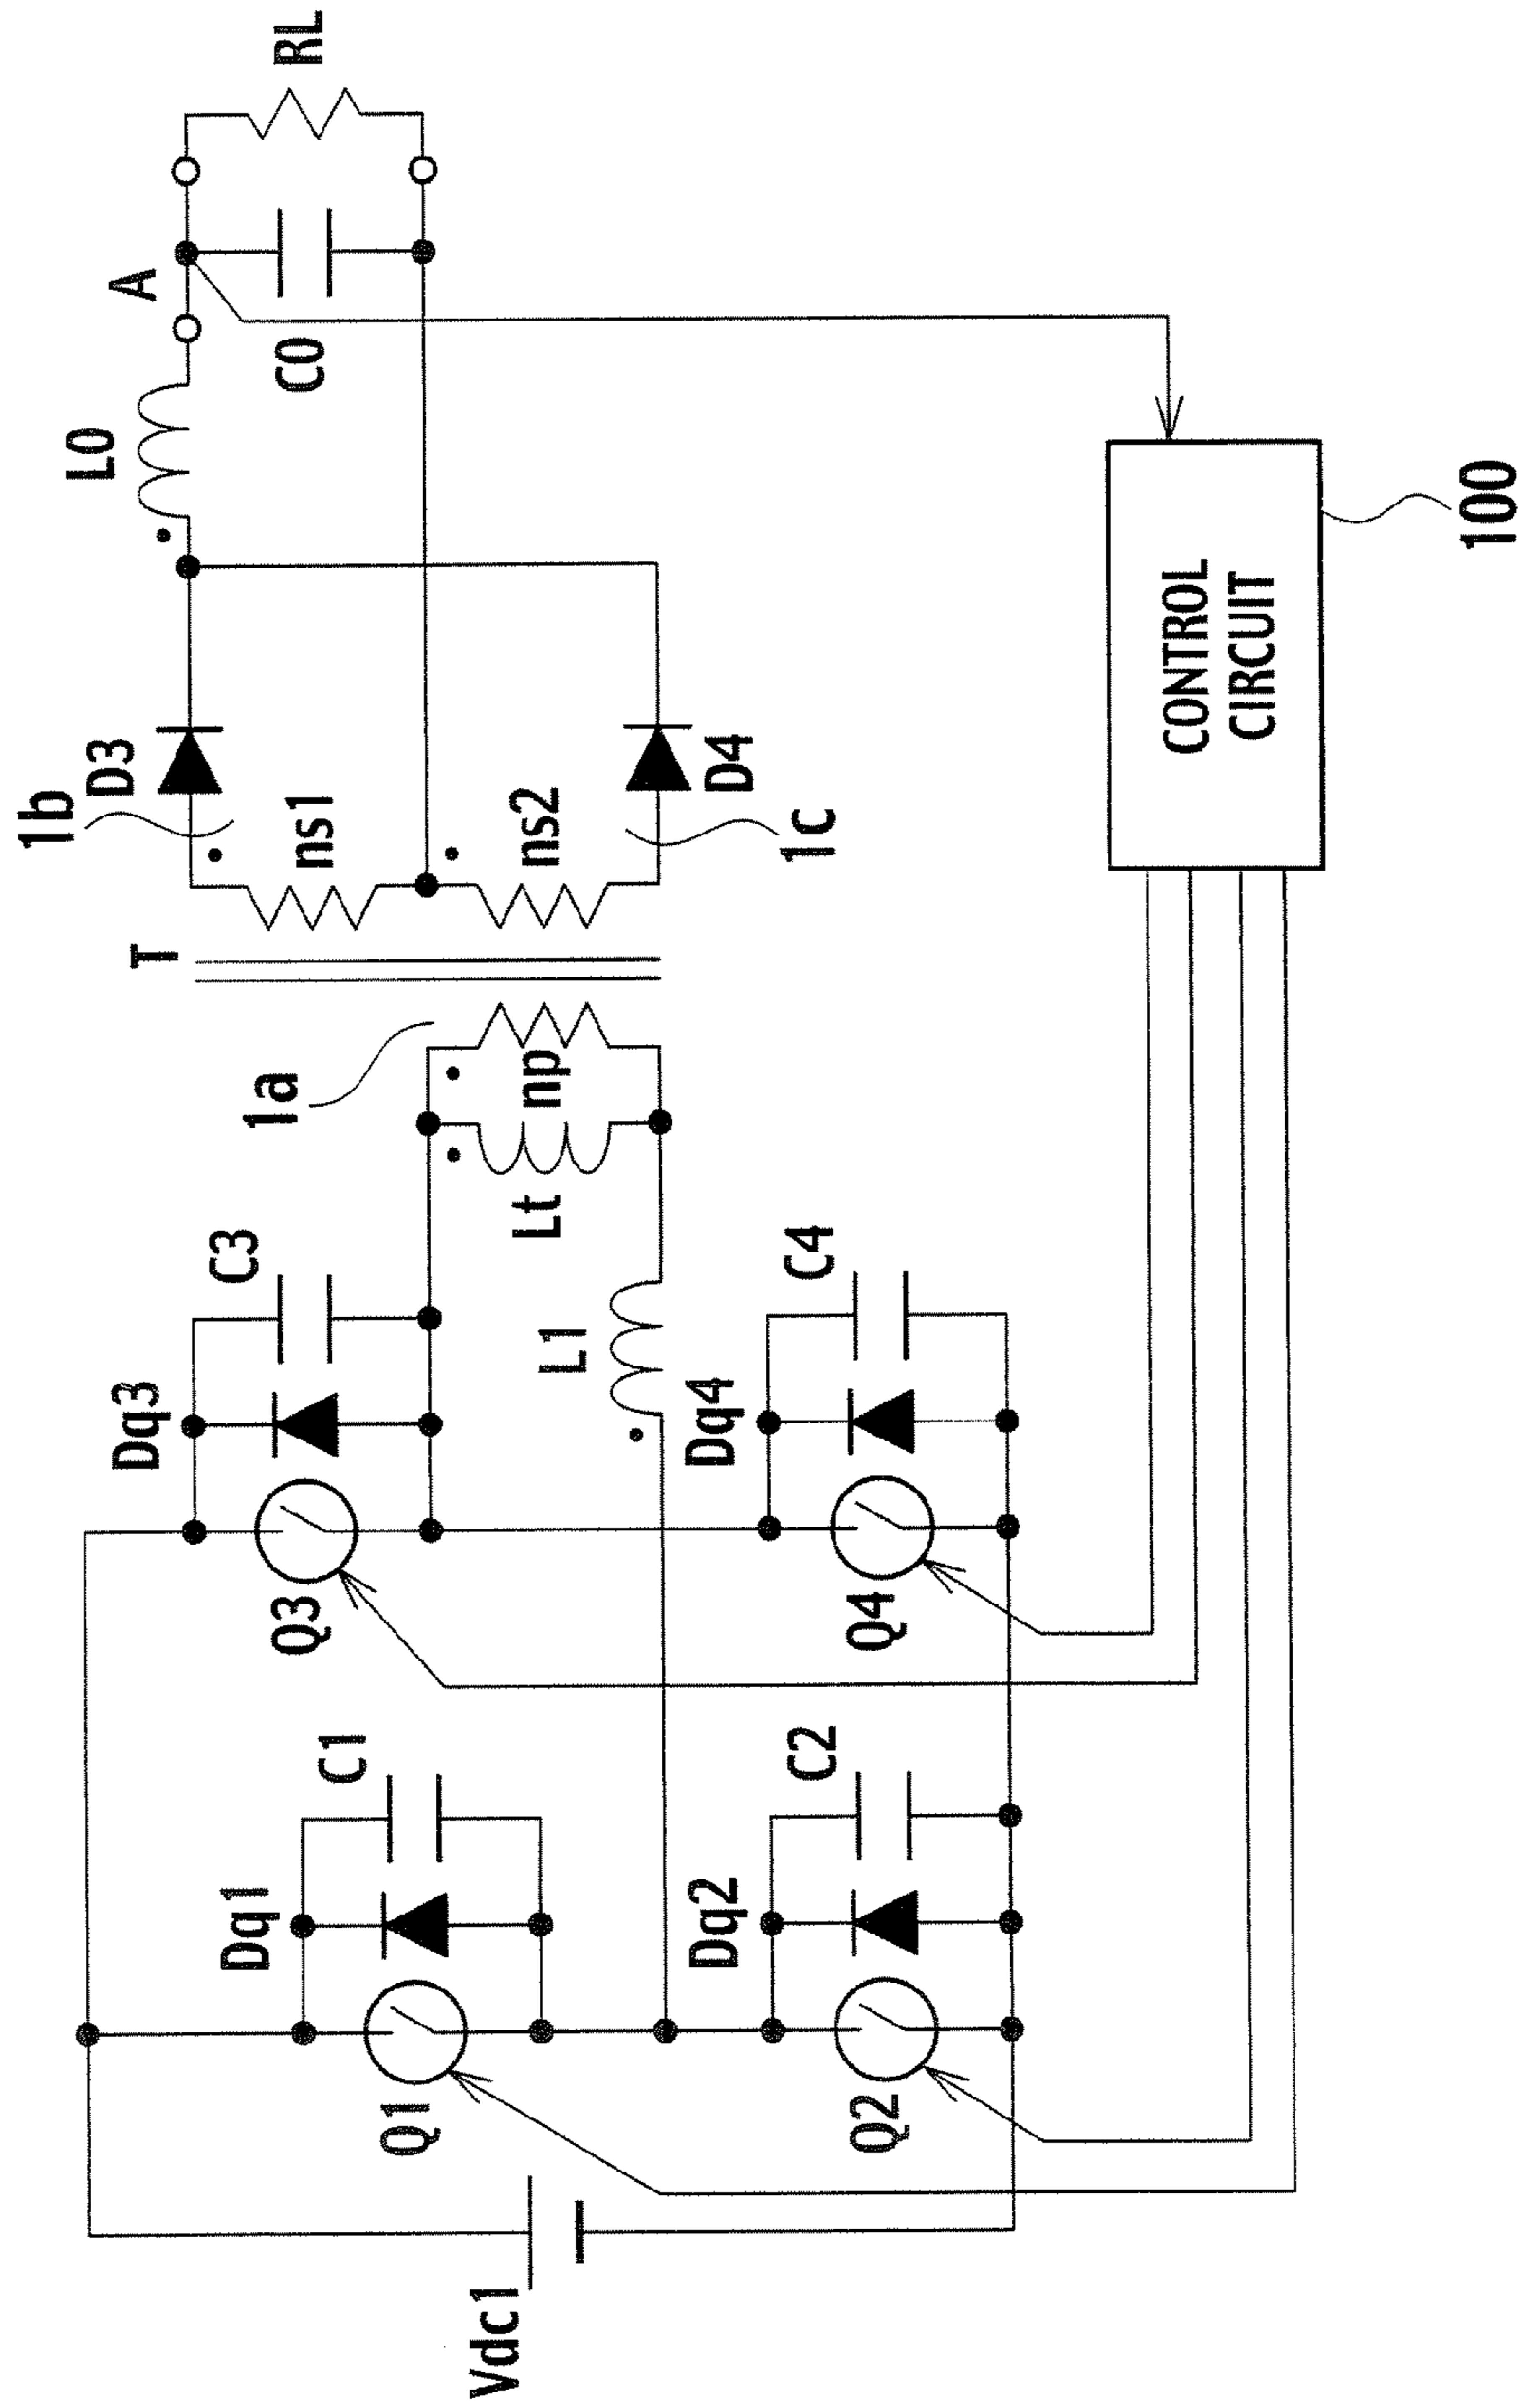 Vdc1
Q1
Dq1
C1
Q2
Dq2
C2
Q3
Dq3
C3
Q4
Dq4
C4
L1
Lt
np
1a
T
1b
D3
ns1
ns2
D4
1c
L0
A
C0
RL
CONTROL
CIRCUIT
100